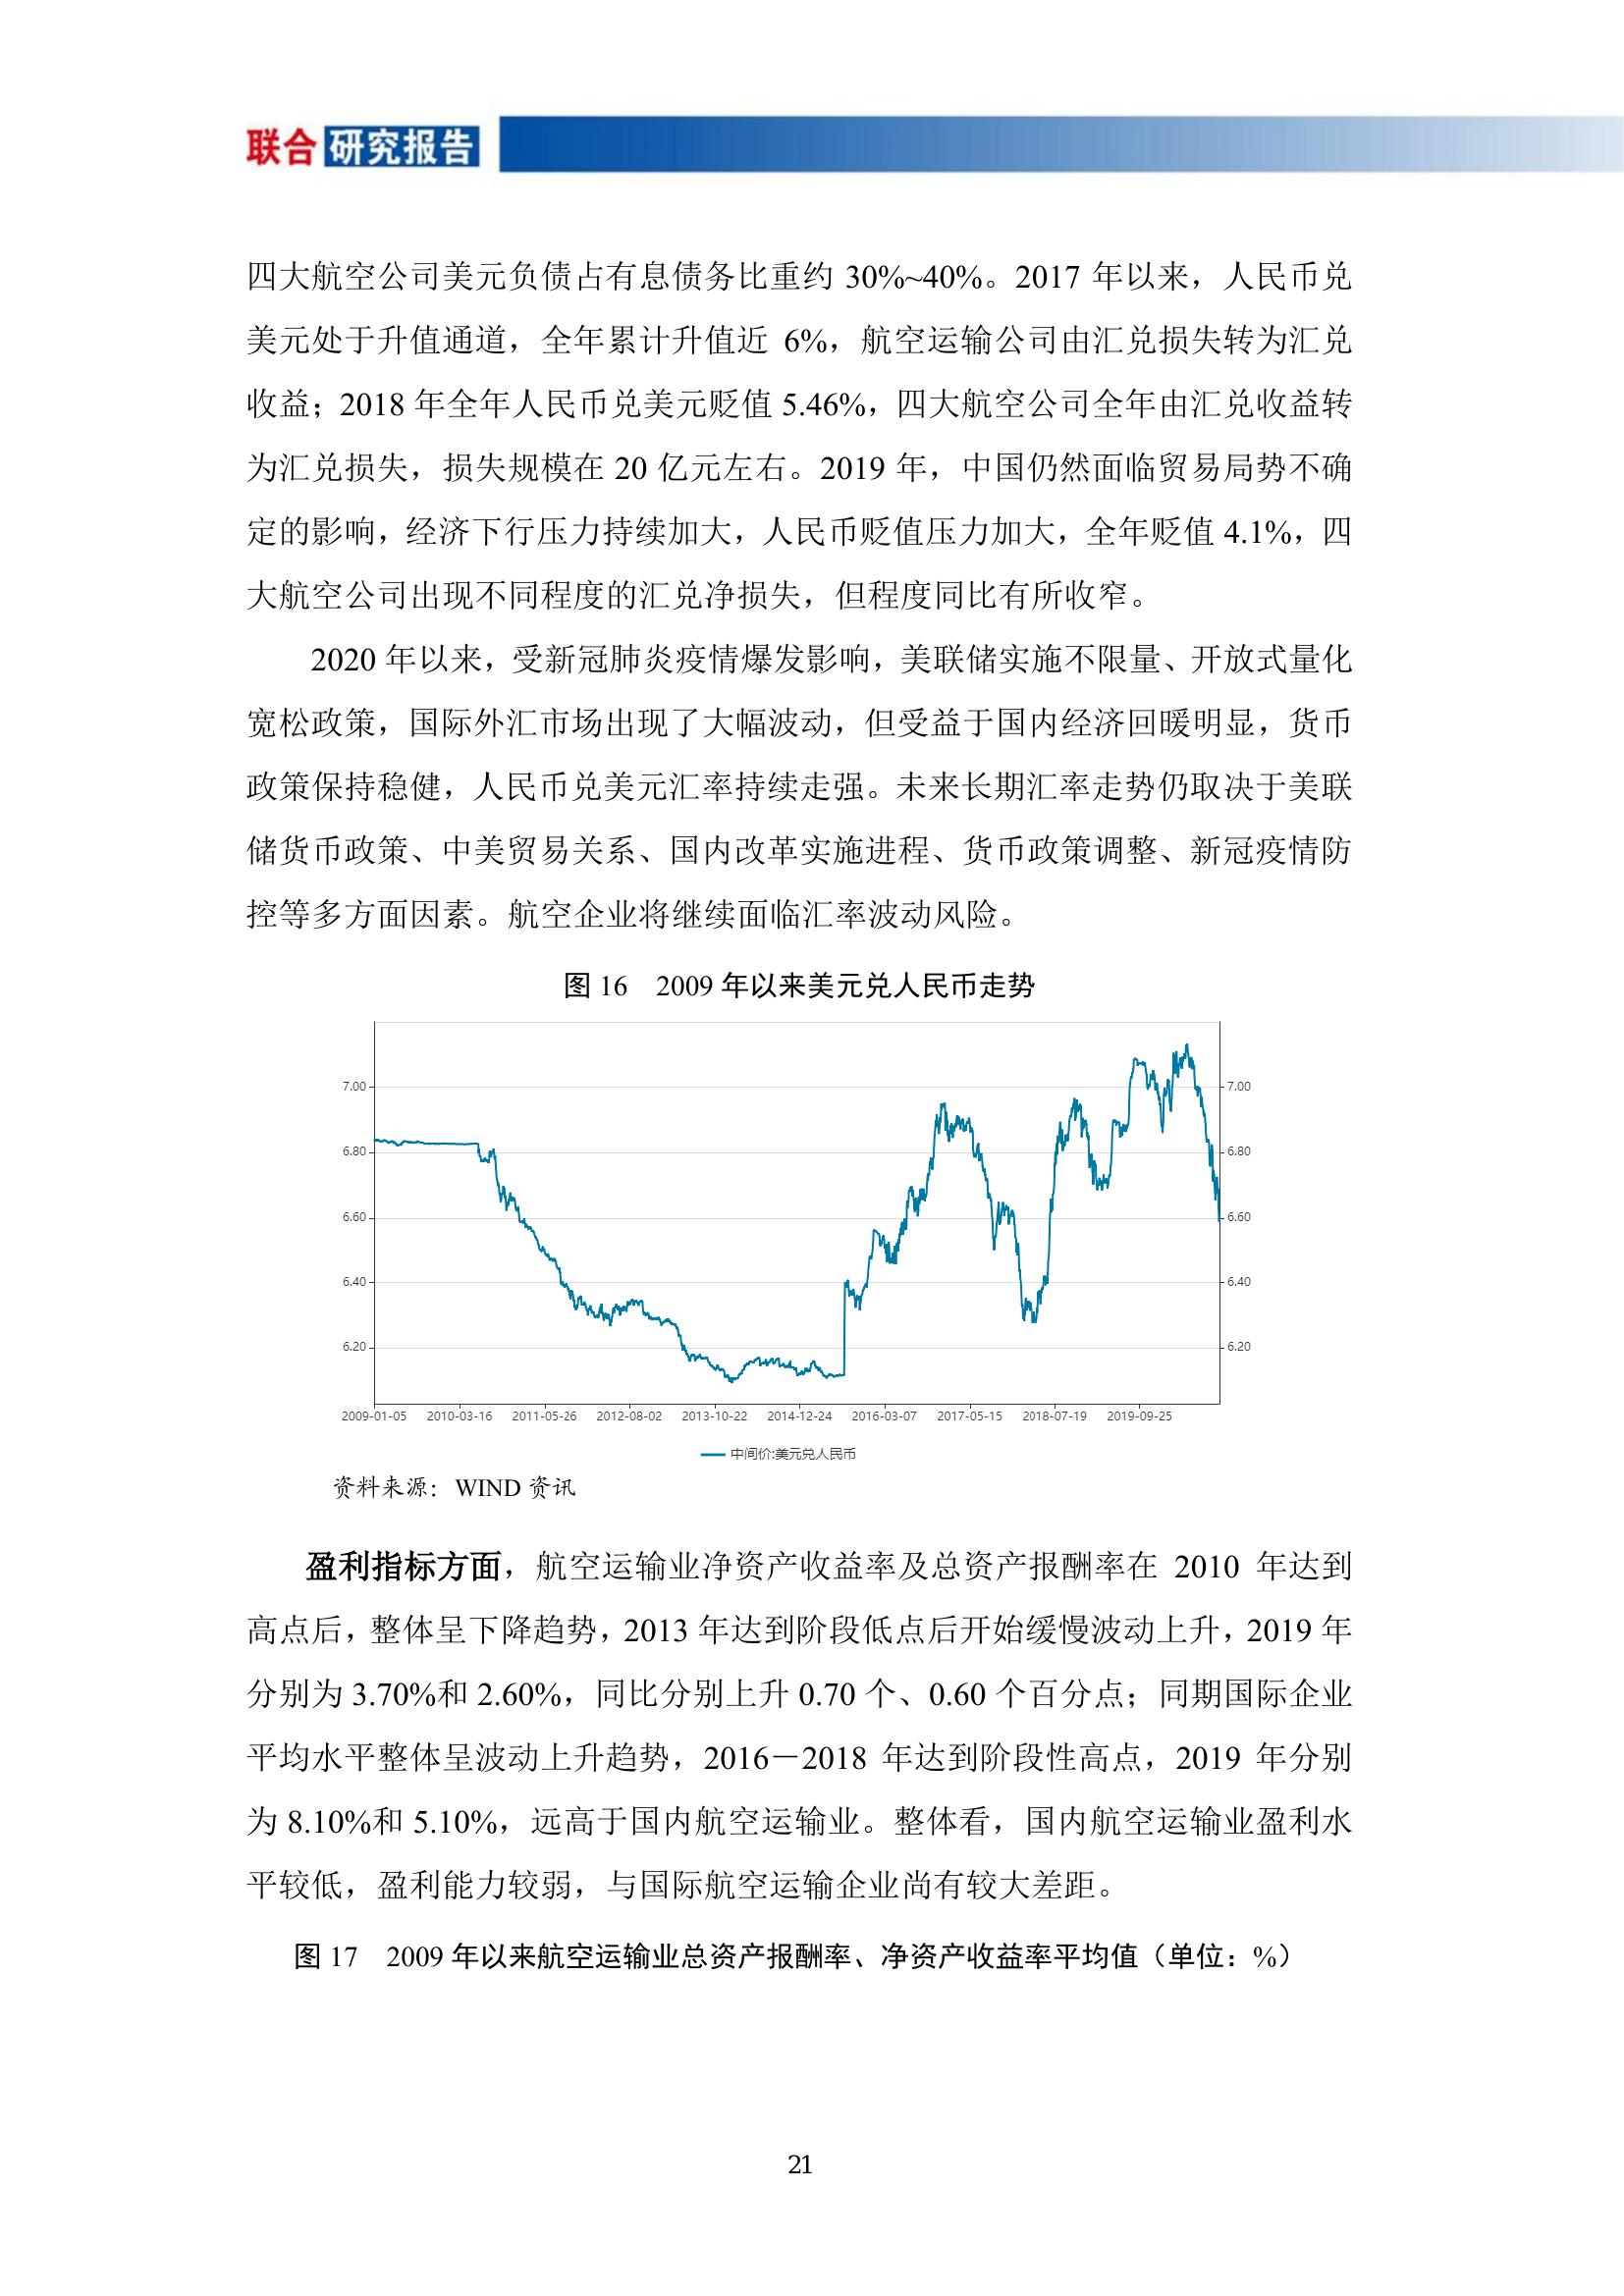 联合研究报告
四大航空公司美元负债占有息债务比重约 30%~40%。2017 年以来，人民币兑
美元处于升值通道，全年累计升值近 6%，航空运输公司由汇兑损失转为汇兑
收益；2018 年全年人民币兑美元贬值 5.46%，四大航空公司全年由汇兑收益转
为汇兑损失，损失规模在 20 亿元左右。2019 年，中国仍然面临贸易局势不确
定的影响，经济下行压力持续加大，人民币贬值压力加大，全年贬值 4.1%，四
大航空公司出现不同程度的汇兑净损失，但程度同比有所收窄。
2020 年以来，受新冠肺炎疫情爆发影响，美联储实施不限量、开放式量化
宽松政策，国际外汇市场出现了大幅波动，但受益于国内经济回暖明显，货币
政策保持稳健，人民币兑美元汇率持续走强。未来长期汇率走势仍取决于美联
储货币政策、中美贸易关系、国内改革实施进程、货币政策调整、新冠疫情防
控等多方面因素。航空企业将继续面临汇率波动风险。
图 16 2009 年以来美元兑人民币走势
7.00 7.00
6.80 6.80
6.60 6.60
6.40 6.40
6.20 6.20
2009-01-05 2010-03-16 2011-05-26 2012-08-02 2013-10-22 2014-12-24 2016-03-07 2017-05-15 2018-07-19 2019-09-25
中间价:美元兑人民币
资料来源：WIND 资讯
盈利指标方面，航空运输业净资产收益率及总资产报酬率在 2010 年达到
高点后，整体呈下降趋势，2013 年达到阶段低点后开始缓慢波动上升，2019 年
分别为 3.70%和 2.60%，同比分别上升 0.70 个、0.60 个百分点；同期国际企业
平均水平整体呈波动上升趋势，2016－2018 年达到阶段性高点，2019 年分别
为 8.10%和 5.10%，远高于国内航空运输业。整体看，国内航空运输业盈利水
平较低，盈利能力较弱，与国际航空运输企业尚有较大差距。
图 17 2009 年以来航空运输业总资产报酬率、净资产收益率平均值（单位：%）
21